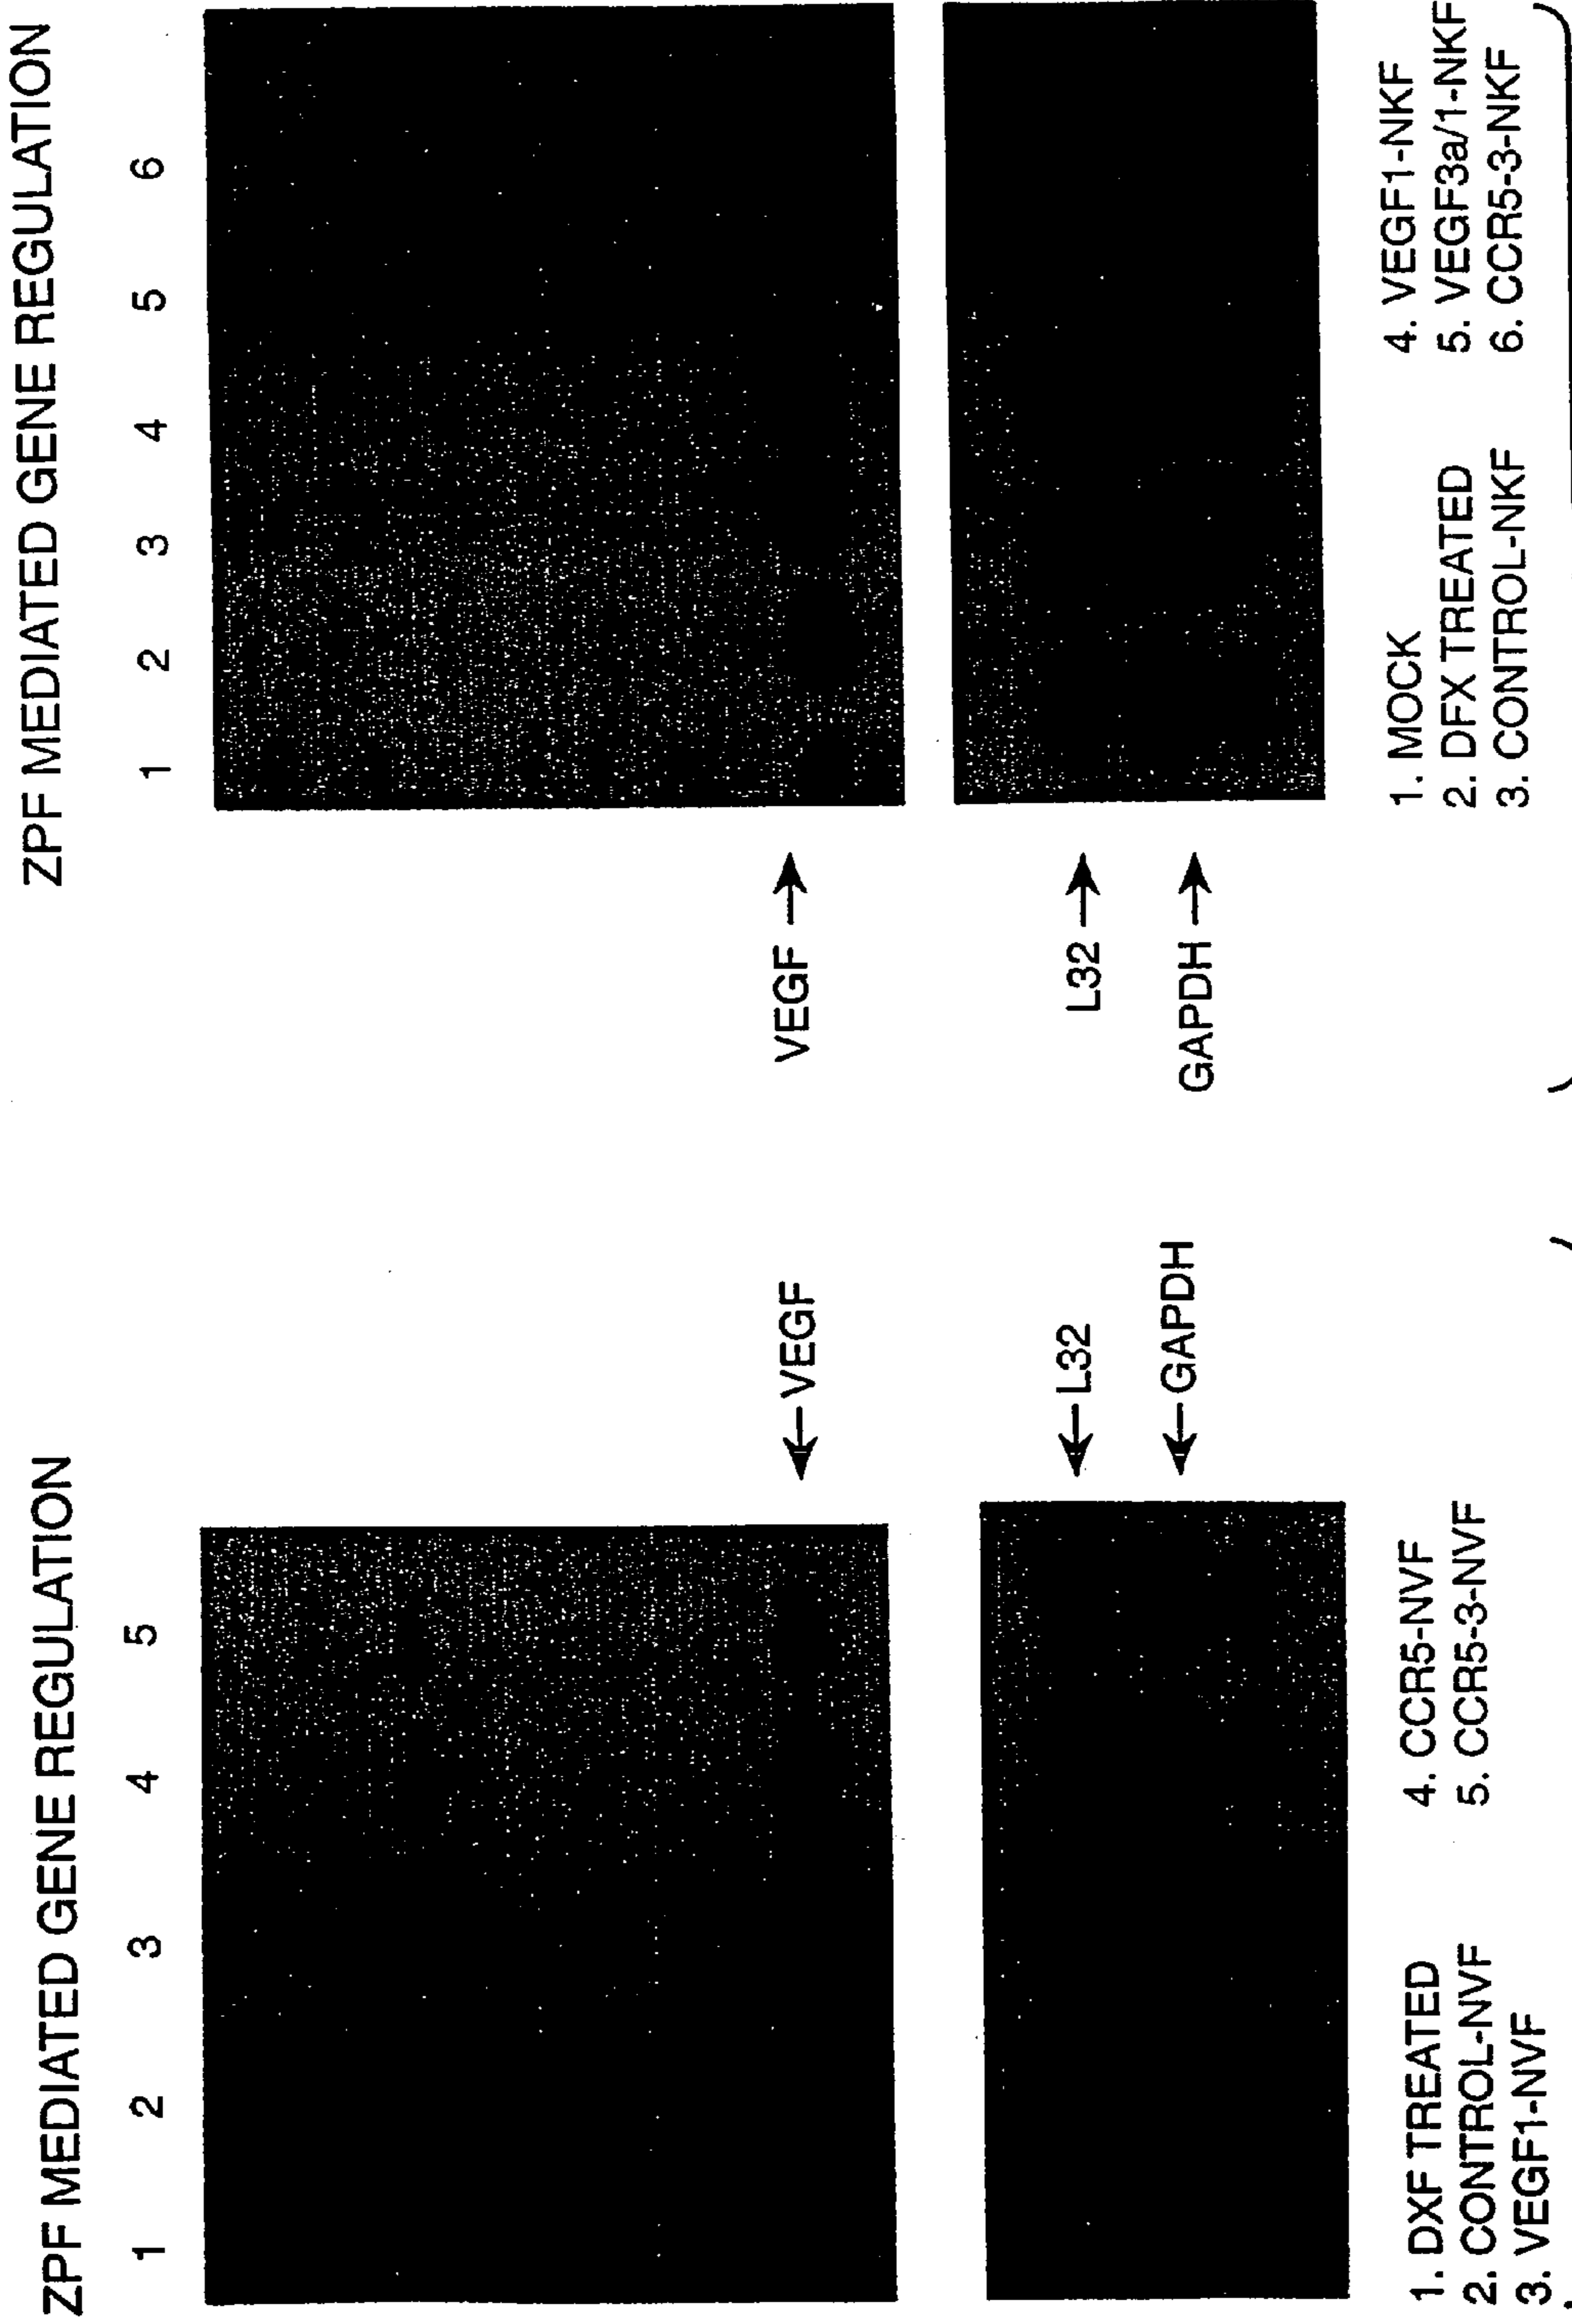 ZPF MEDIATED GENE REGULATION
1 2 3 4 5
←VEGF
←L32
←GAPDH
1. DXF TREATED
2. CONTROL-NVF
3. VEGF1-NVF
4. CCR5-NVF
5. CCR5-3-NVF
ZPF MEDIATED GENE REGULATION
1 2 3 4 5 6
VEGF →
L32 →
GAPDH →
1. MOCK
2. DFX TREATED
3. CONTROL-NKF
4. VEGF1-NKF
5. VEGF3a/1-NKF
6. CCR5-3-NKF